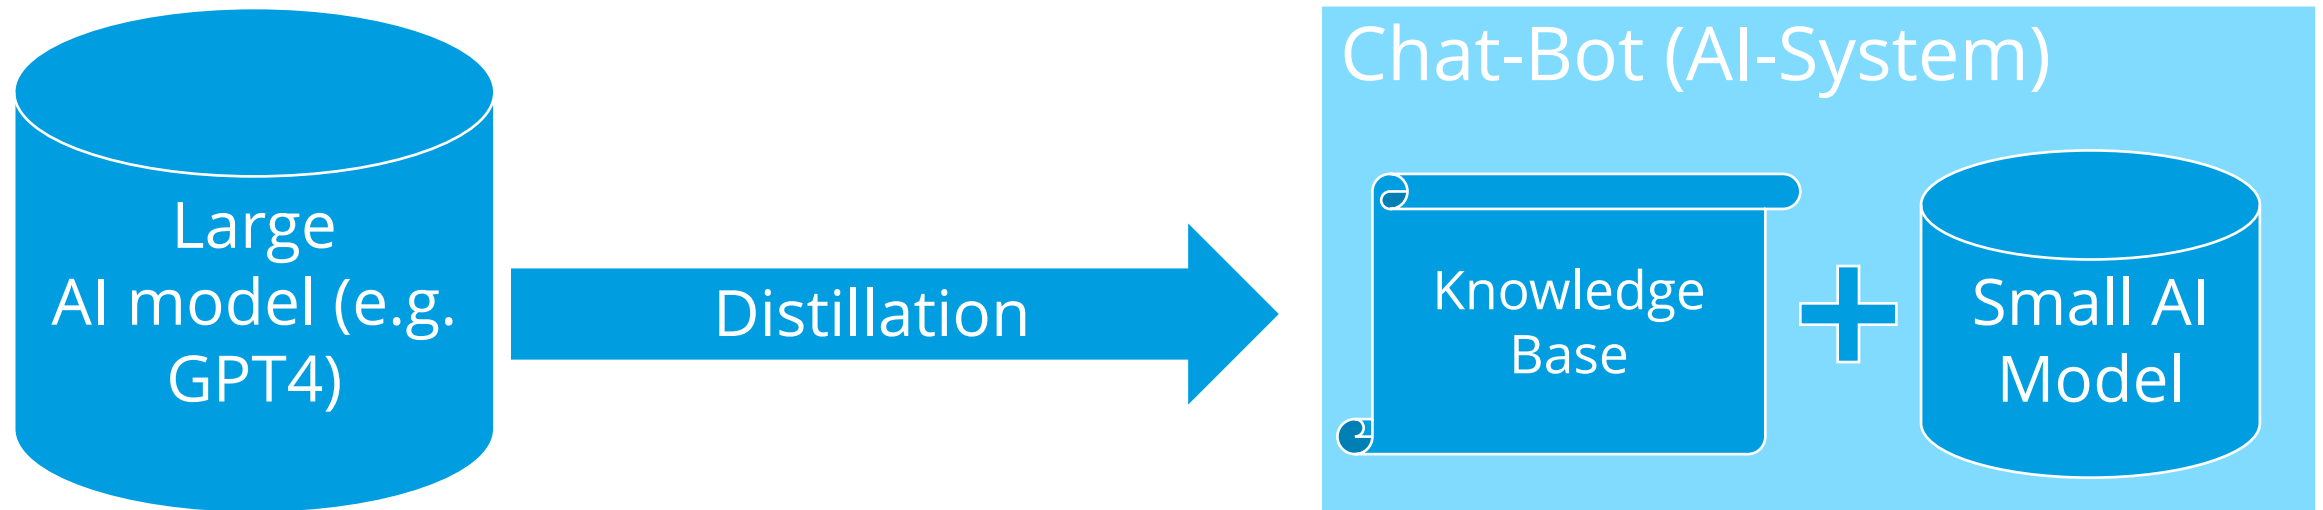 Large
AI model (e.g.
GPT4)
Distillation
Chat-Bot (AI-System)
Knowledge
Base
Small AI
Model